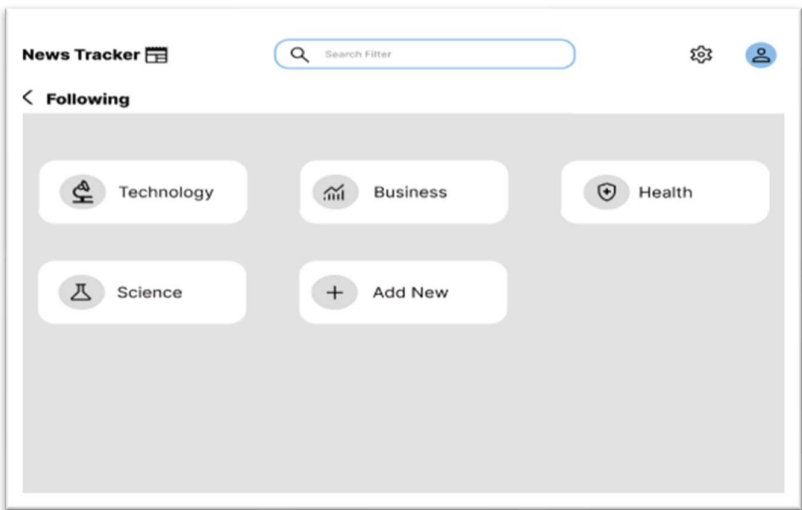 News Tracker
Search Filter
Following
Technology
Business
Health
Science
Add New